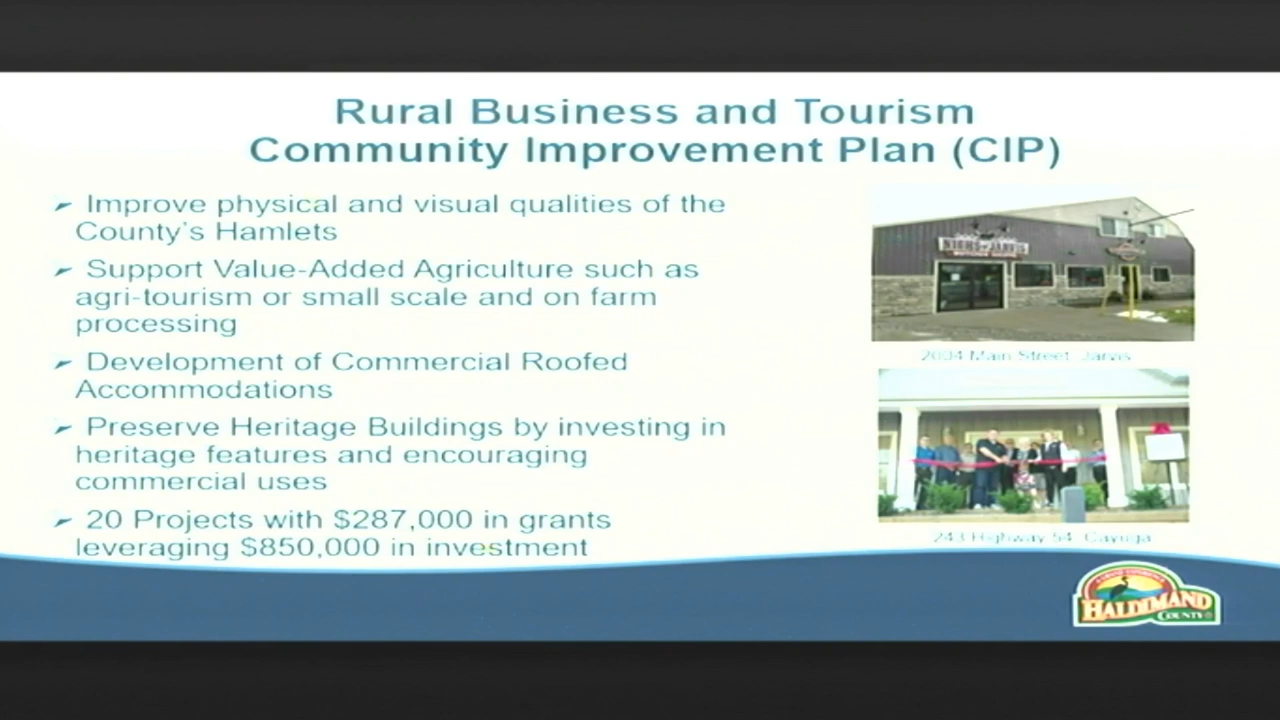 Rural Business and Tourism
Community Improvement Plan (CIP)
Improve physical and visual qualities of the
County's Hamlets
Support Value-Added Agriculture such as
agri-tourism or small scale and on farm
processing
Development of Commercial Roofed
Accommodations
Preserve Heritage Buildings by investing in
heritage features and encouraging
commercial uses
20 Projects with $287,000 in grants
leveraging $850,000 in investment
Main Street, Jarvis
243 Highway 54, Cayuga
HALDIMAND
COUNTY